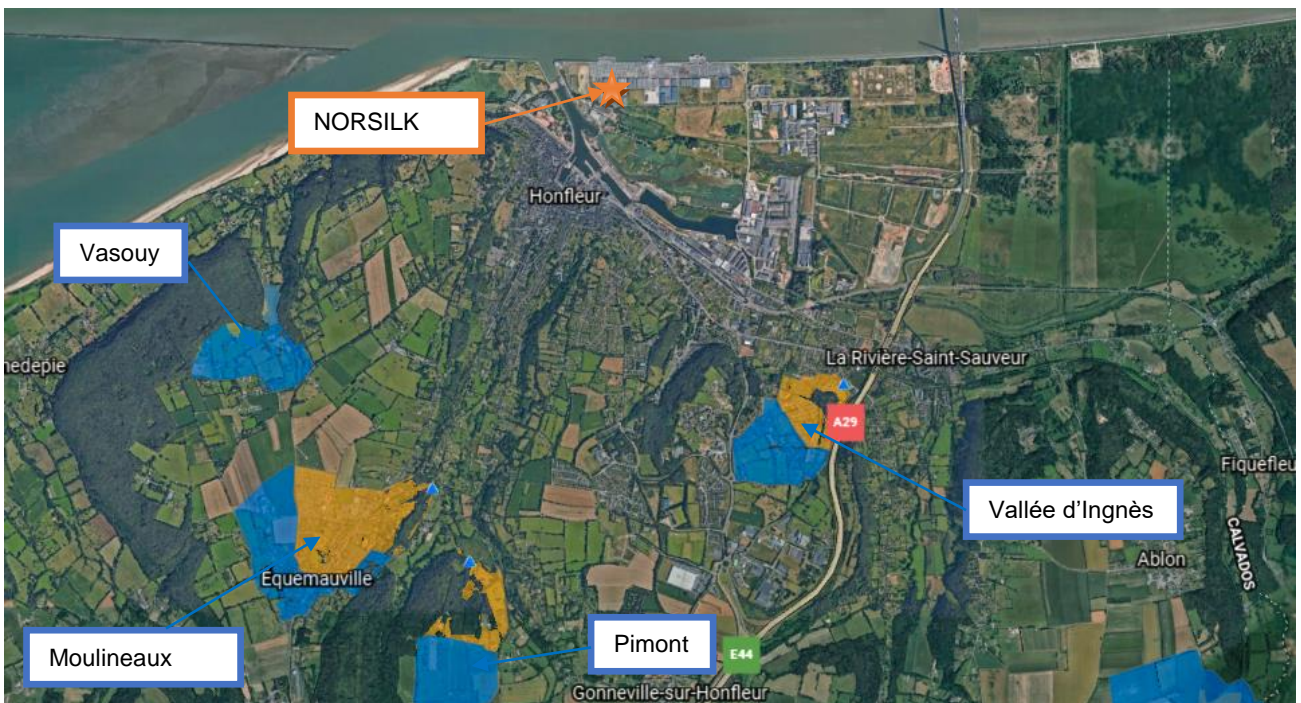 NORSILK
Honfleur
Vasouy
nedepie
La Rivière-Saint-Sauveur
A29
Fiquefleu
Vallée d'Ingnès
CALVADOS
Ablon
Équemauville
Moulineaux
Pimont
E44
Gonneville-sur-Honfleur